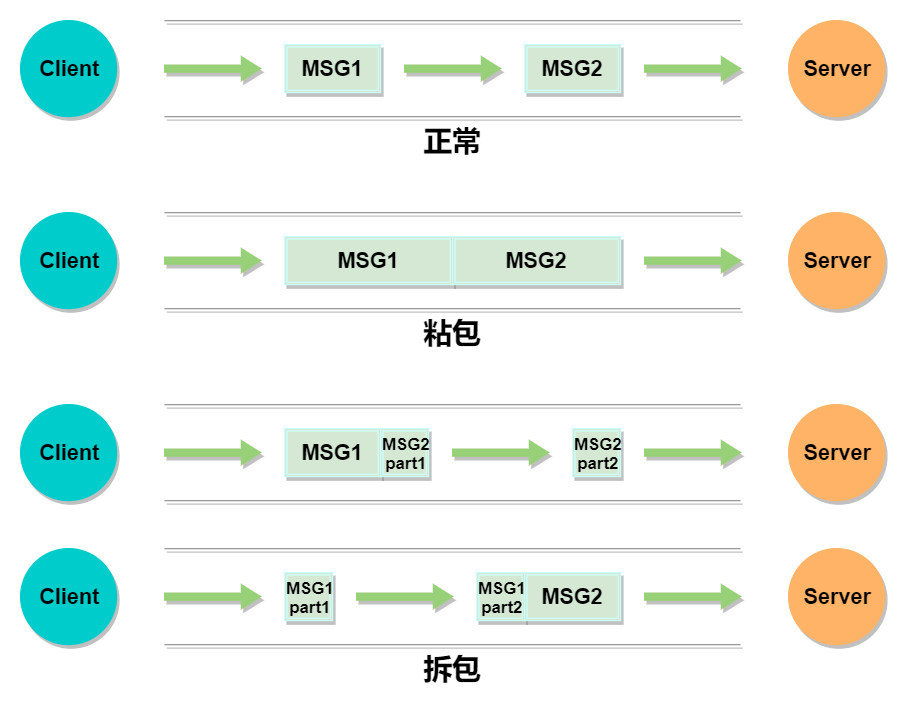 Client MSG1 MSG2 Server
正常
Client MSG1 MSG2 Server
粘包
Client MSG1 MSG2 part1 MSG2 part2 Server
Client MSG1 part1 MSG1 part2 MSG2 Server
拆包